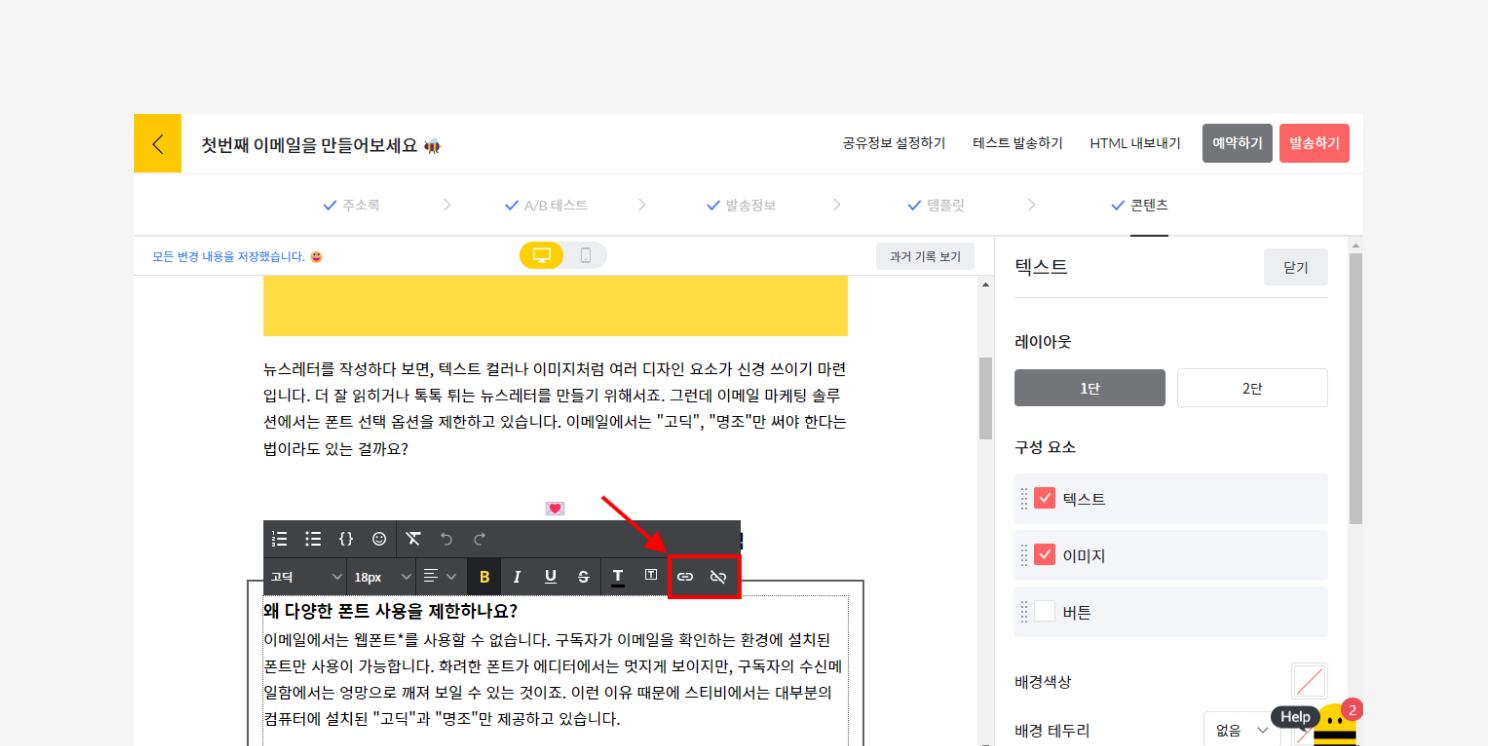 첫번째 이메일을 만들어보세요
공유정보 설정하기 테스트 발송하기 HTML 내보내기 예약하기 발송하기
주소록 A/B 테스트 발송정보 템플릿 콘텐츠
모든 변경 내용을 저장했습니다.
과거 기록 보기
뉴스레터를 작성하다 보면, 텍스트 컬러나 이미지처럼 여러 디자인 요소가 신경 쓰이기 마련
입니다. 더 잘 읽히거나 톡톡 튀는 뉴스레터를 만들기 위해서죠. 그런데 이메일 마케팅 솔루
션에서는 폰트 선택 옵션을 제한하고 있습니다. 이메일에서는 "고딕", "명조"만 써야 한다는
법이라도 있는 걸까요?
고딕 18px B I U S T T
왜 다양한 폰트 사용을 제한하나요?
이메일에서는 웹폰트*를 사용할 수 없습니다. 구독자가 이메일을 확인하는 환경에 설치된
폰트만 사용이 가능합니다. 화려한 폰트가 에디터에서는 멋지게 보이지만, 구독자의 수신메
일함에서는 엉망으로 깨져 보일 수 있는 것이죠. 이런 이유 때문에 스티비에서는 대부분의
컴퓨터에 설치된 "고딕"과 "명조"만 제공하고 있습니다.
텍스트 닫기
레이아웃
1단 2단
구성 요소
텍스트
이미지
버튼
배경색상
배경 테두리 없음
Help 2